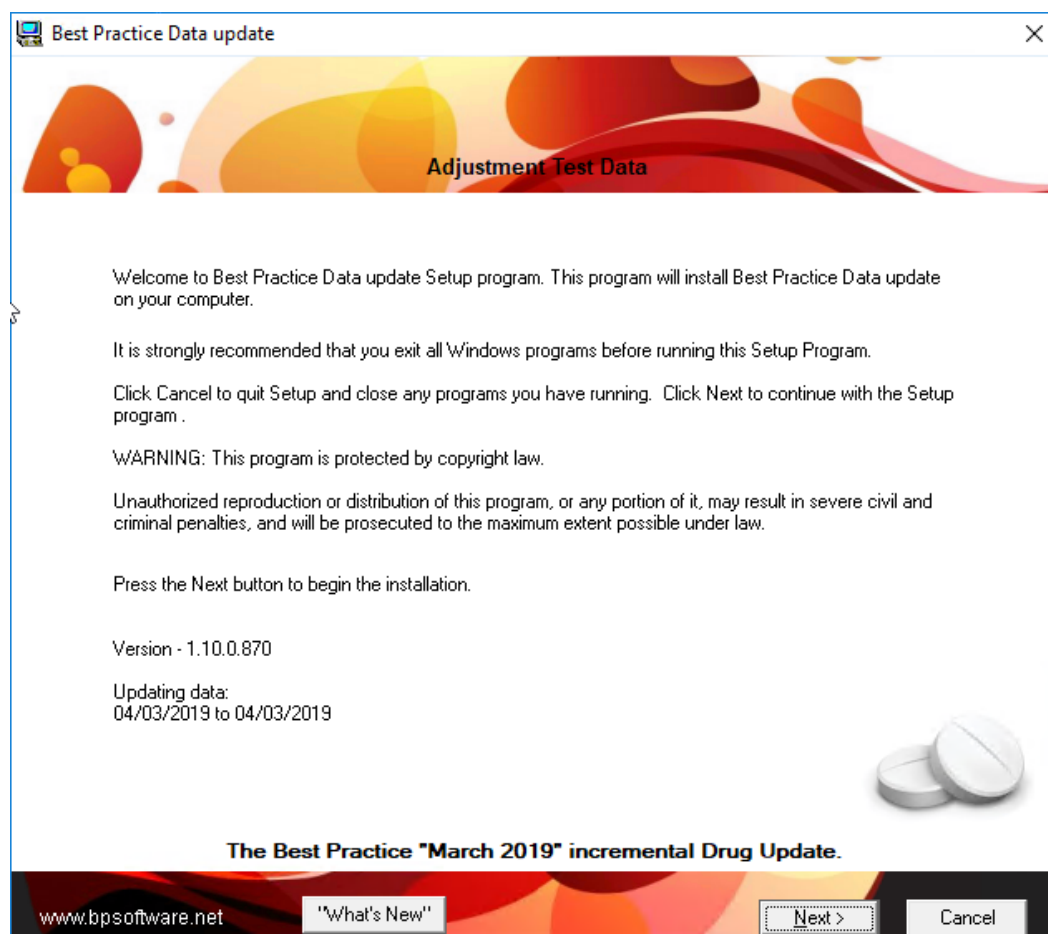 Best Practice Data update
Adjustment Test Data
Welcome to Best Practice Data update Setup program. This program will install Best Practice Data update
on your computer.
It is strongly recommended that you exit all Windows programs before running this Setup Program.
Click Cancel to quit Setup and close any programs you have running. Click Next to continue with the Setup
program .
WARNING: This program is protected by copyright law.
Unauthorized reproduction or distribution of this program, or any portion of it, may result in severe civil and
criminal penalties, and will be prosecuted to the maximum extent possible under law.
Press the Next button to begin the installation.
Version - 1.10.0.870
Updating data:
04/03/2019 to 04/03/2019
The Best Practice "March 2019" incremental Drug Update.
www.bpsoftware.net "What's New" Next > Cancel